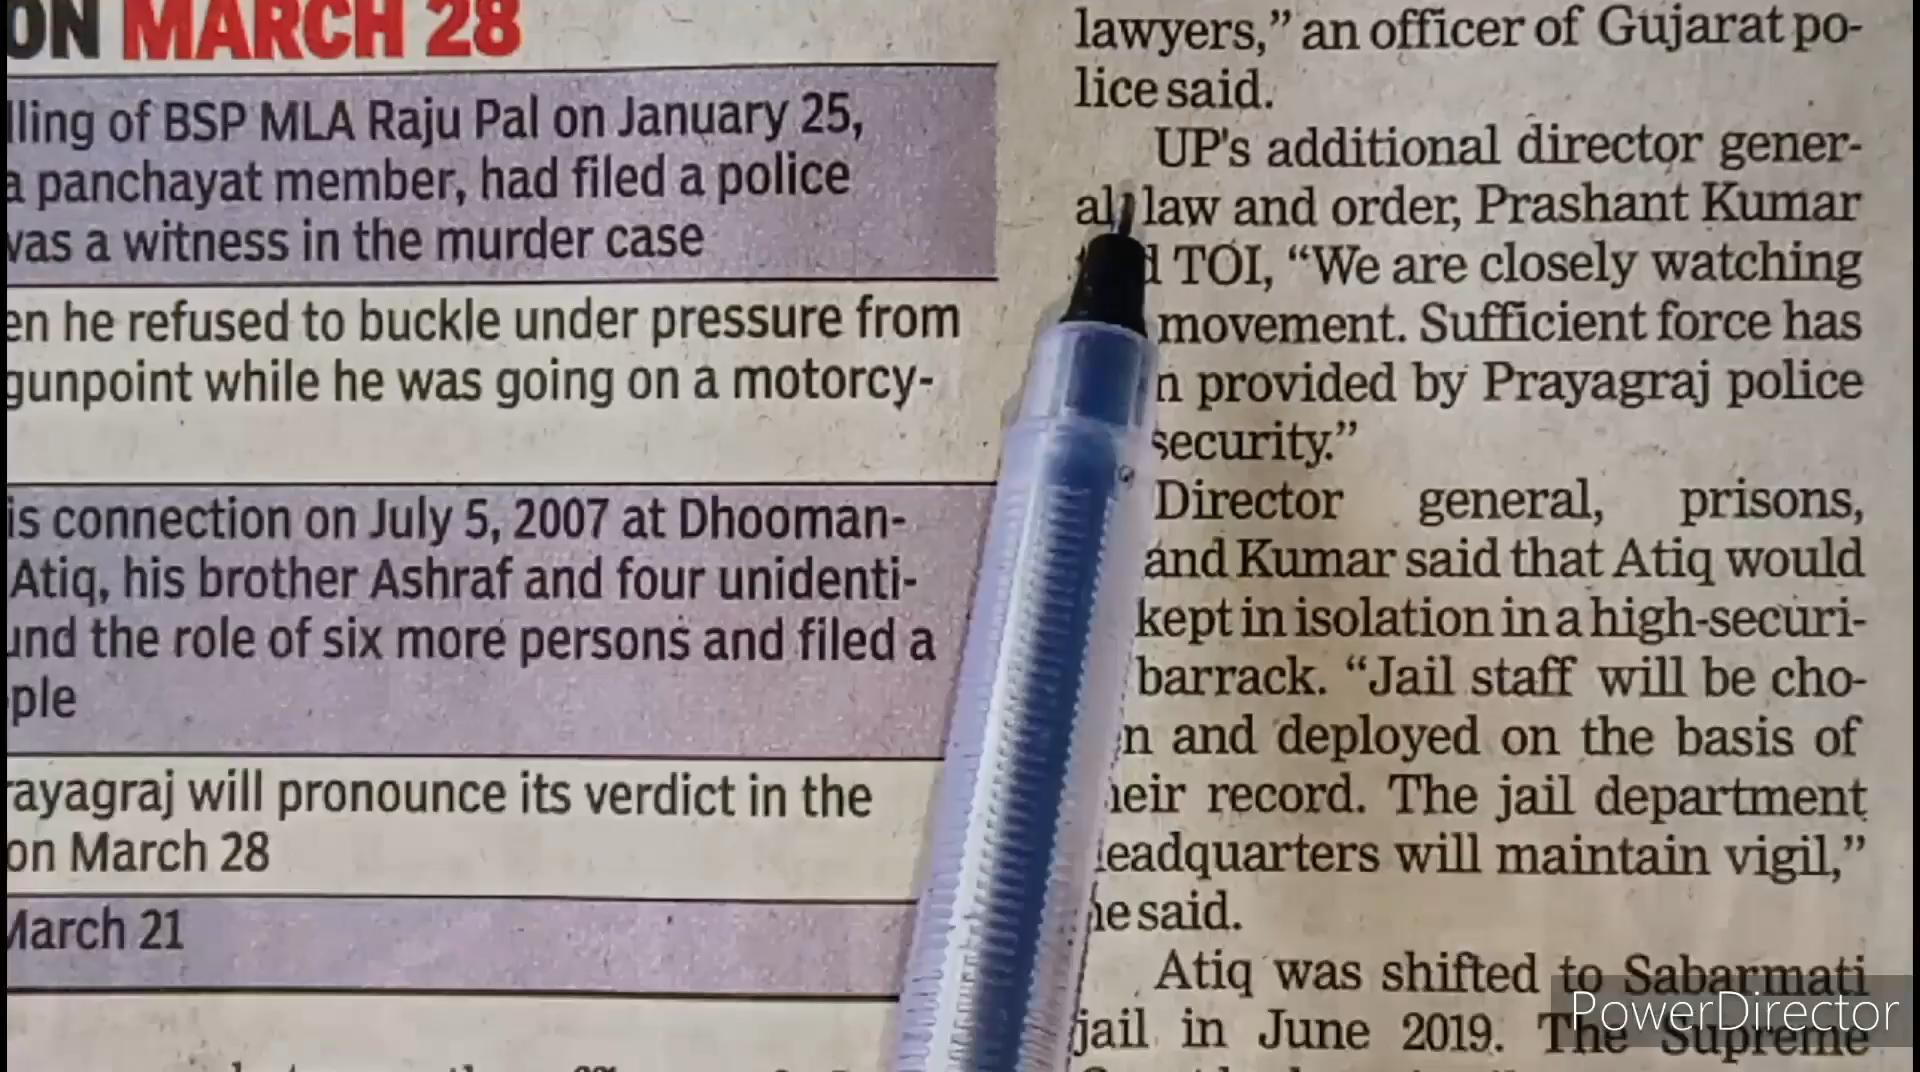 ON MARCH 28
lling of BSP MLA Raju Pal on January 25,
a panchayat member, had filed a police
was a witness in the murder case
en he refused to buckle under pressure from
gunpoint while he was going on a motorcy-
is connection on July 5, 2007 at Dhooman-
Atiq, his brother Ashraf and four unidenti-
und the role of six more persons and filed a
ple
rayagraj will pronounce its verdict in the
on March 28
March 21
lawyers,” an officer of Gujarat po-
lice said.
UP's additional director gener-
al law and order, Prashant Kumar
TOI, “We are closely watching
movement. Sufficient force has
n provided by Prayagraj police
security.”
Director general, prisons,
and Kumar said that Atiq would
kept in isolation in a high-securi-
barrack. “Jail staff will be cho-
n and deployed on the basis of
heir record. The jail department
eadquarters will maintain vigil,”
he said.
Atiq was shifted to Sabarmati
jail in June 2019. The Supreme
PowerDirector